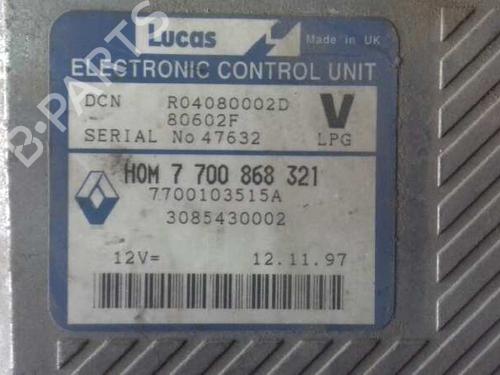 Lucas
Made in UK
ELECTRONIC CONTROL UNIT
DCN R04080002D V
80602F
SERIAL No 47632 LPG
HOM 7 700 868 321
7700103515A
3085430002
12V= 12.11.97
B-PARTS